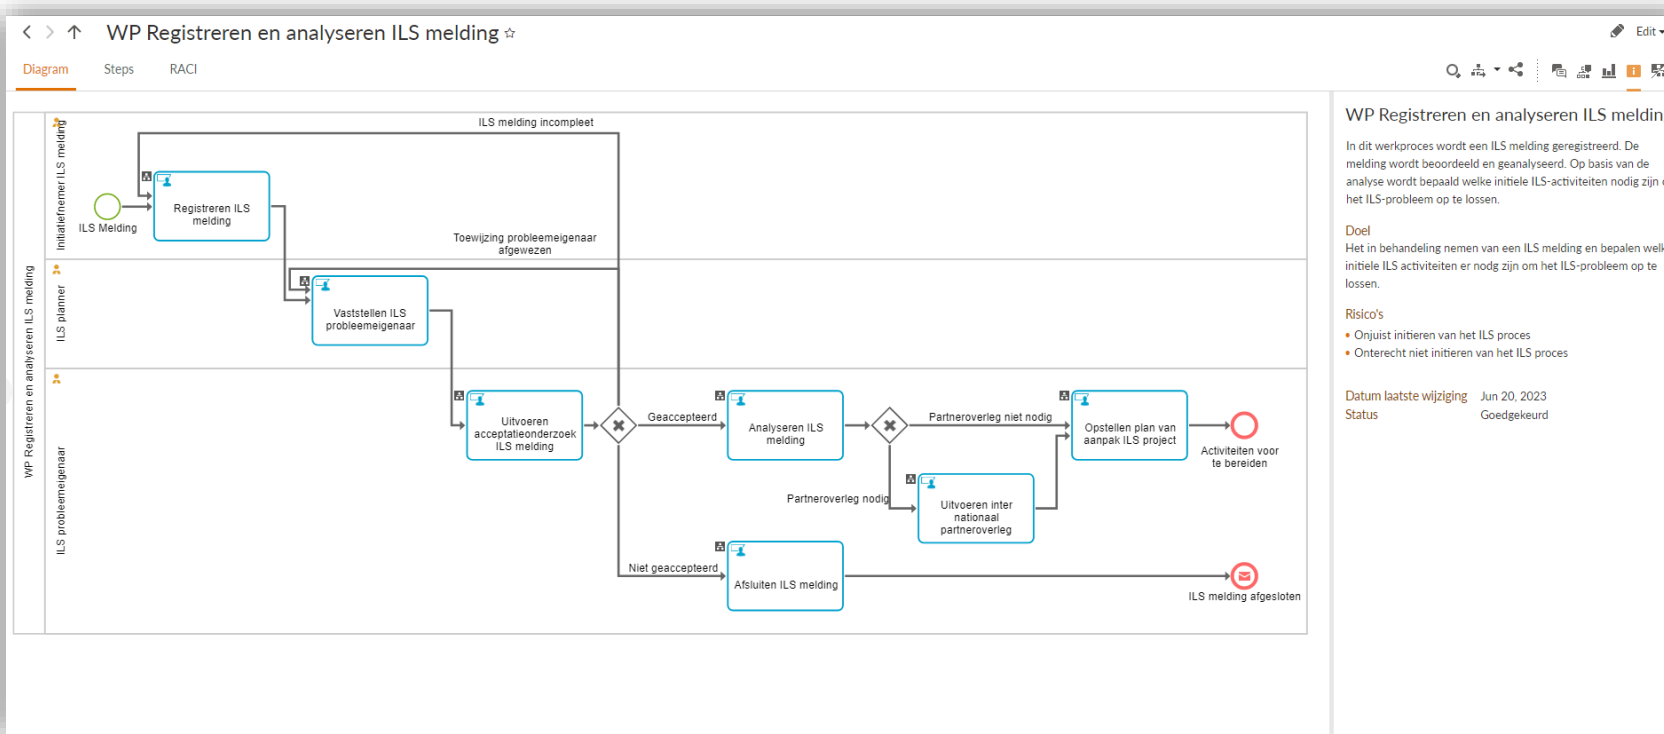 WP Registreren en analyseren ILS melding
Edit
Diagram
Steps
RACI
WP Registreren en analyseren ILS melding
Initiatiefnemer ILS melding
ILS melding incompleet
ILS Melding
Registreren ILS
melding
Toewijzing probleemeigenaar
afgewezen
ILS planner
Vaststellen ILS
probleemeigenaar
ILS probleemeigenaar
Uitvoeren
acceptatieonderzoek
ILS melding
Geaccepteerd
Analyseren ILS
melding
Partneroverleg niet nodig
Opstellen plan van
aanpak ILS project
Activiteiten voor
te bereiden
Partneroverleg nodig
Uitvoeren inter
nationaal
partneroverleg
Niet geaccepteerd
Afsluiten ILS melding
ILS melding afgesloten
WP Registreren en analyseren ILS meldin
In dit werkproces wordt een ILS melding geregistreerd. De
melding wordt beoordeeld en geanalyseerd. Op basis van de
analyse wordt bepaald welke initiele ILS-activiteiten nodig zijn
het ILS-probleem op te lossen.
Doel
Het in behandeling nemen van een ILS melding en bepalen welk
initiele ILS activiteiten er nodg zijn om het ILS-probleem op te
lossen.
Risico's
• Onjuist initieren van het ILS proces
• Onterecht niet initieren van het ILS proces
Datum laatste wijziging Jun 20, 2023
Status Goedgekeurd